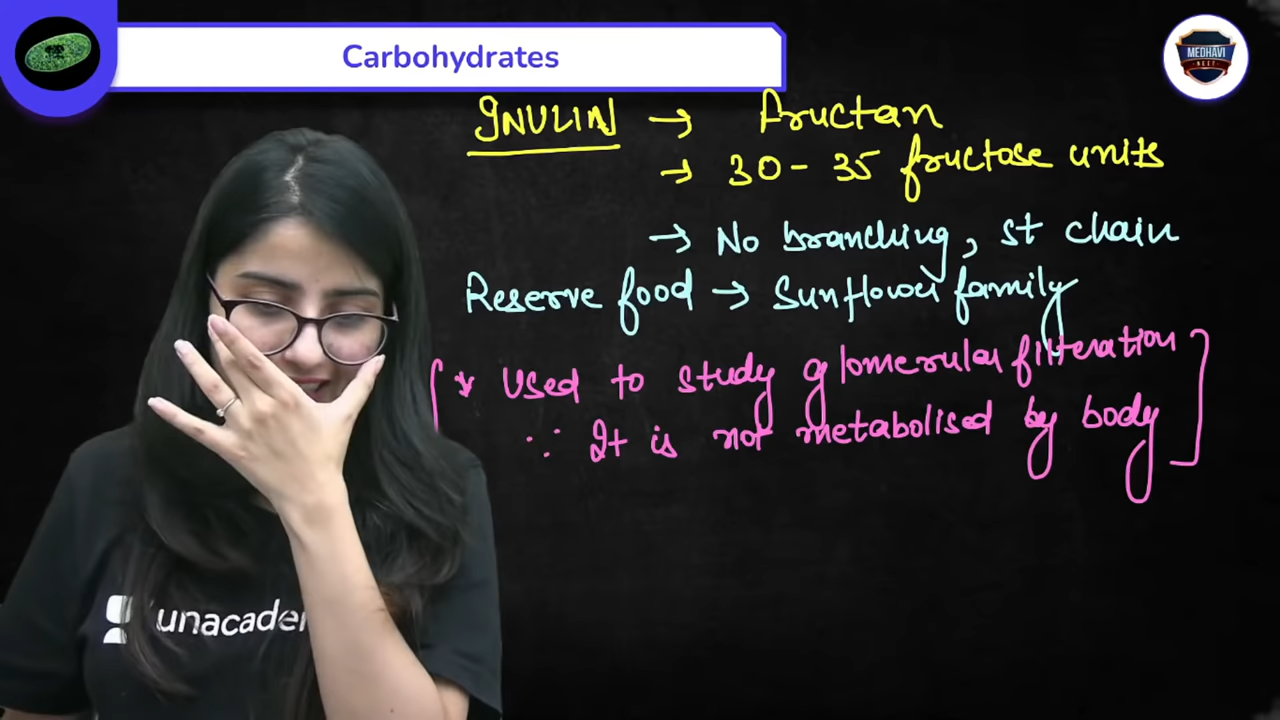 Carbohydrates
MEDHAVI
NEET
INULIN → fructan
→ 30 - 35 fructose units
→ No branching, st chain
Reserve food → Sunflower family
* Used to study glomerular filteration
∵ It is not metabolised by body
unacade